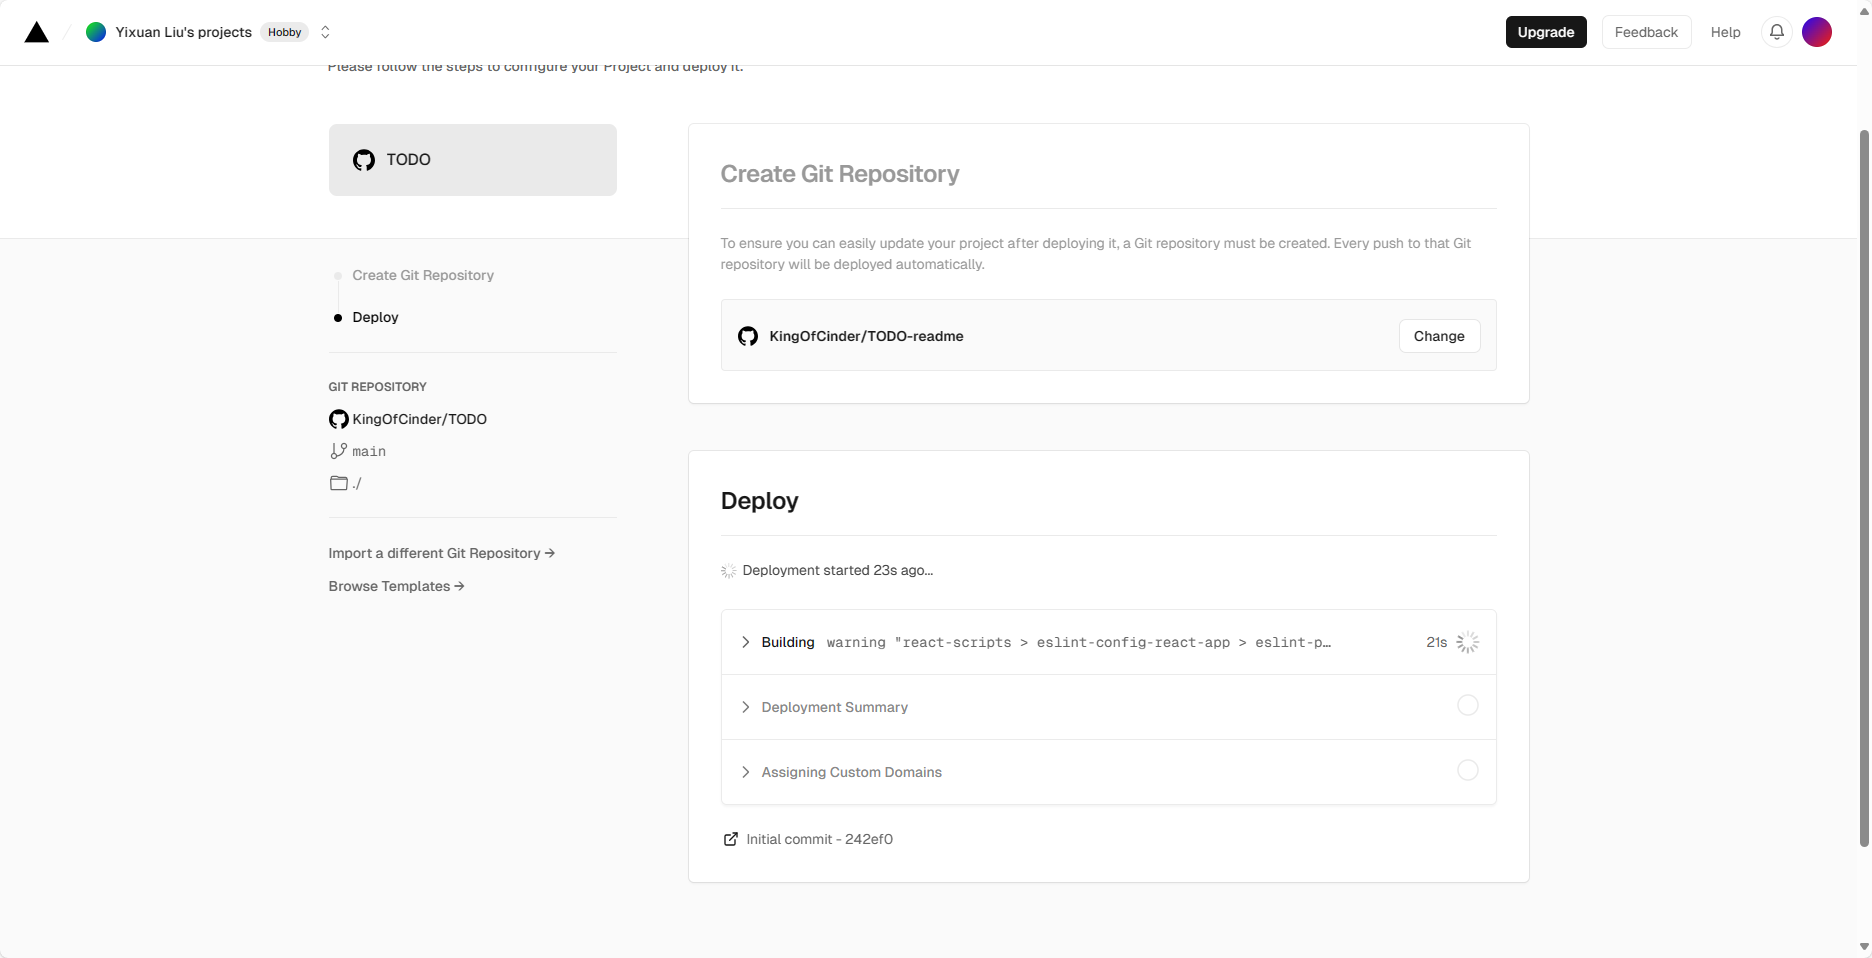 Yixuan Liu's projects Hobby
Upgrade Feedback Help
Please follow the steps to configure your Project and deploy it.
TODO
Create Git Repository
Deploy
GIT REPOSITORY
KingOfCinder/TODO
main
./
Import a different Git Repository →
Browse Templates →
Create Git Repository
To ensure you can easily update your project after deploying it, a Git repository must be created. Every push to that Git
repository will be deployed automatically.
KingOfCinder/TODO-readme Change
Deploy
Deployment started 23s ago...
Building warning "react-scripts > eslint-config-react-app > eslint-p… 21s
Deployment Summary
Assigning Custom Domains
Initial commit - 242ef0